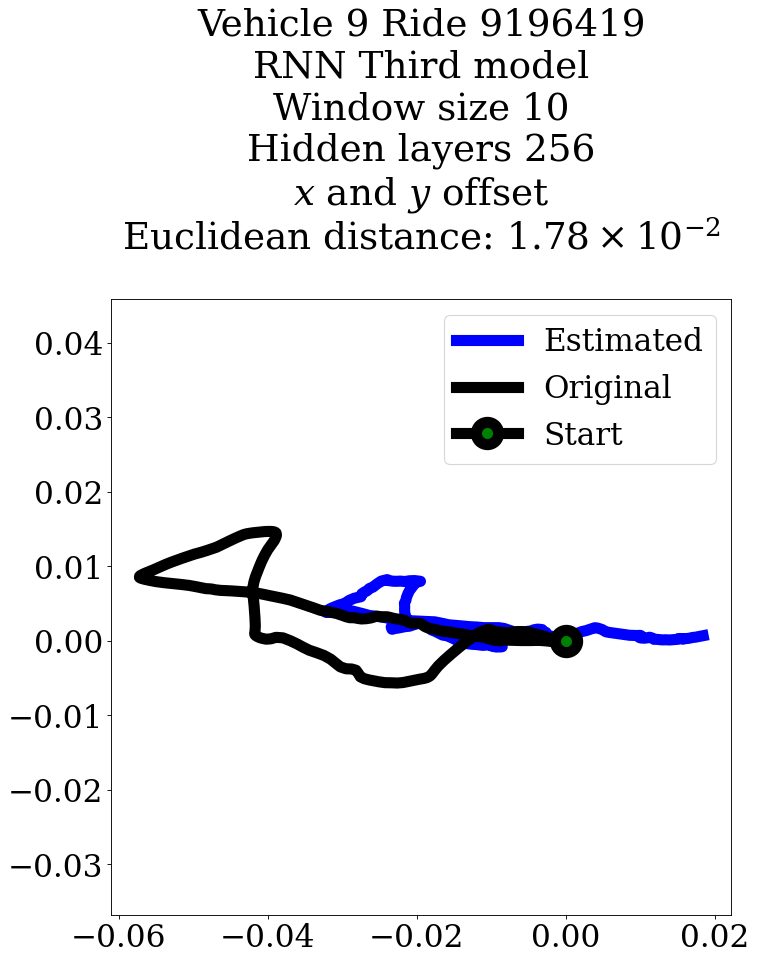 Vehicle 9 Ride 9196419
RNN Third model
Window size 10
Hidden layers 256
x and y offset
Euclidean distance: 1.78 × 10⁻²
Estimated
Original
Start
0.04
0.03
0.02
0.01
0.00
−0.01
−0.02
−0.03
−0.06 −0.04 −0.02 0.00 0.02